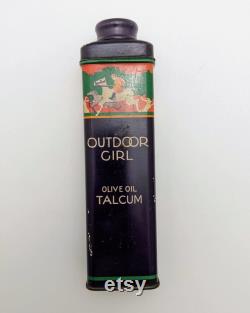 OUTDOOR
GIRL
OLIVE OIL
TALCUM
etsy